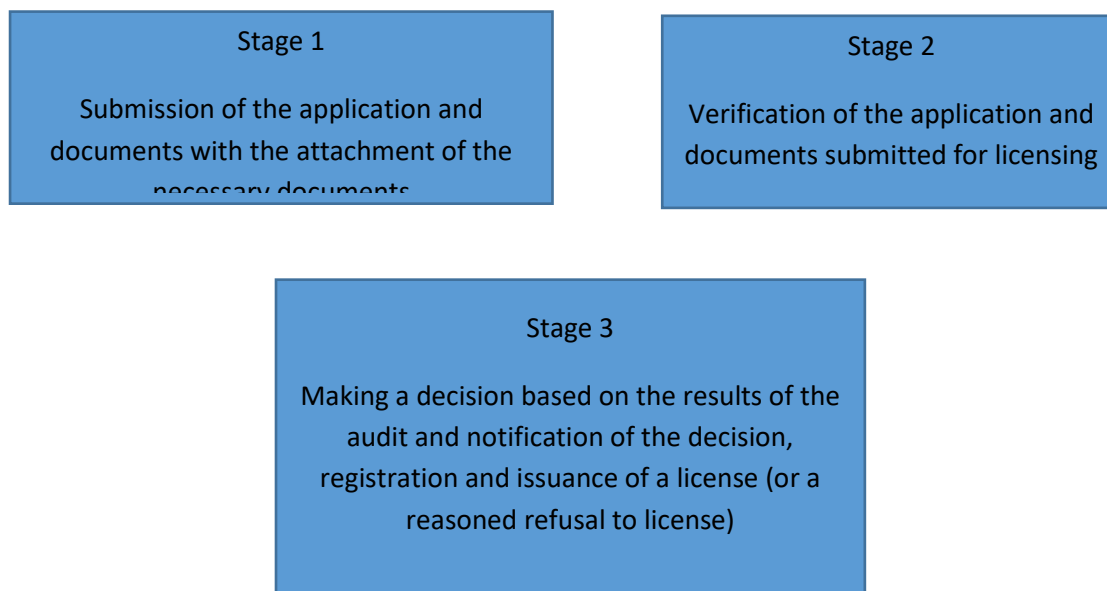 Stage 1
Submission of the application and
documents with the attachment of the
necessary documents
Stage 2
Verification of the application and
documents submitted for licensing
Stage 3
Making a decision based on the results of the
audit and notification of the decision,
registration and issuance of a license (or a
reasoned refusal to license)